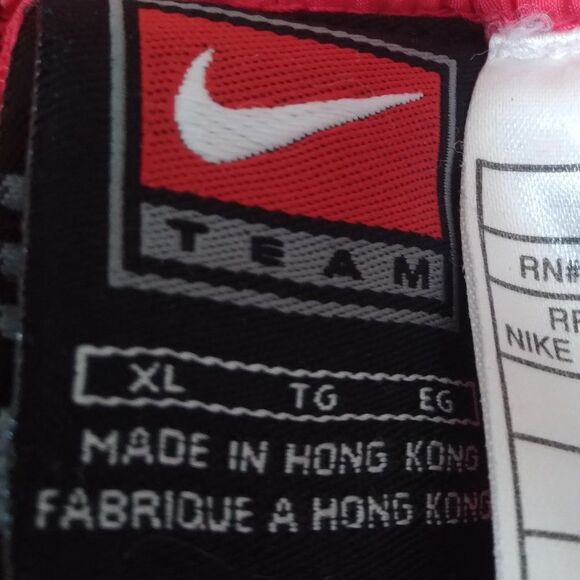 TEAM
XL TG EG
MADE IN HONG KONG
FABRIQUE A HONG KONG
RN#
NIKE